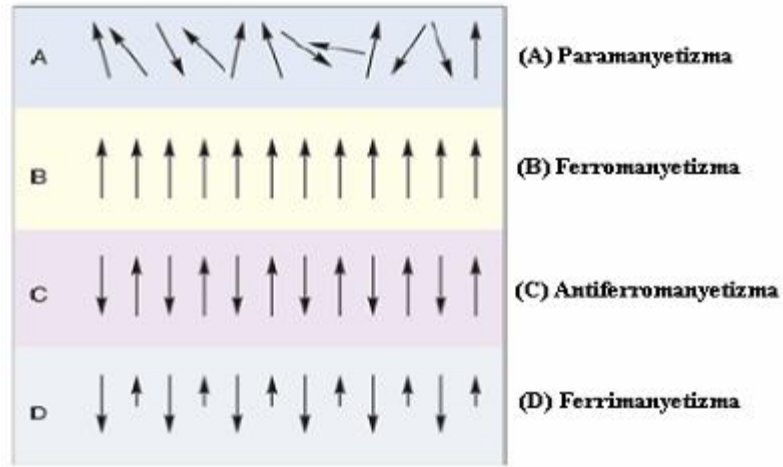 A (A) Paramanyetizma
B (B) Ferromanyetizma
C (C) Antiferromanyetizma
D (D) Ferrimanyetizma